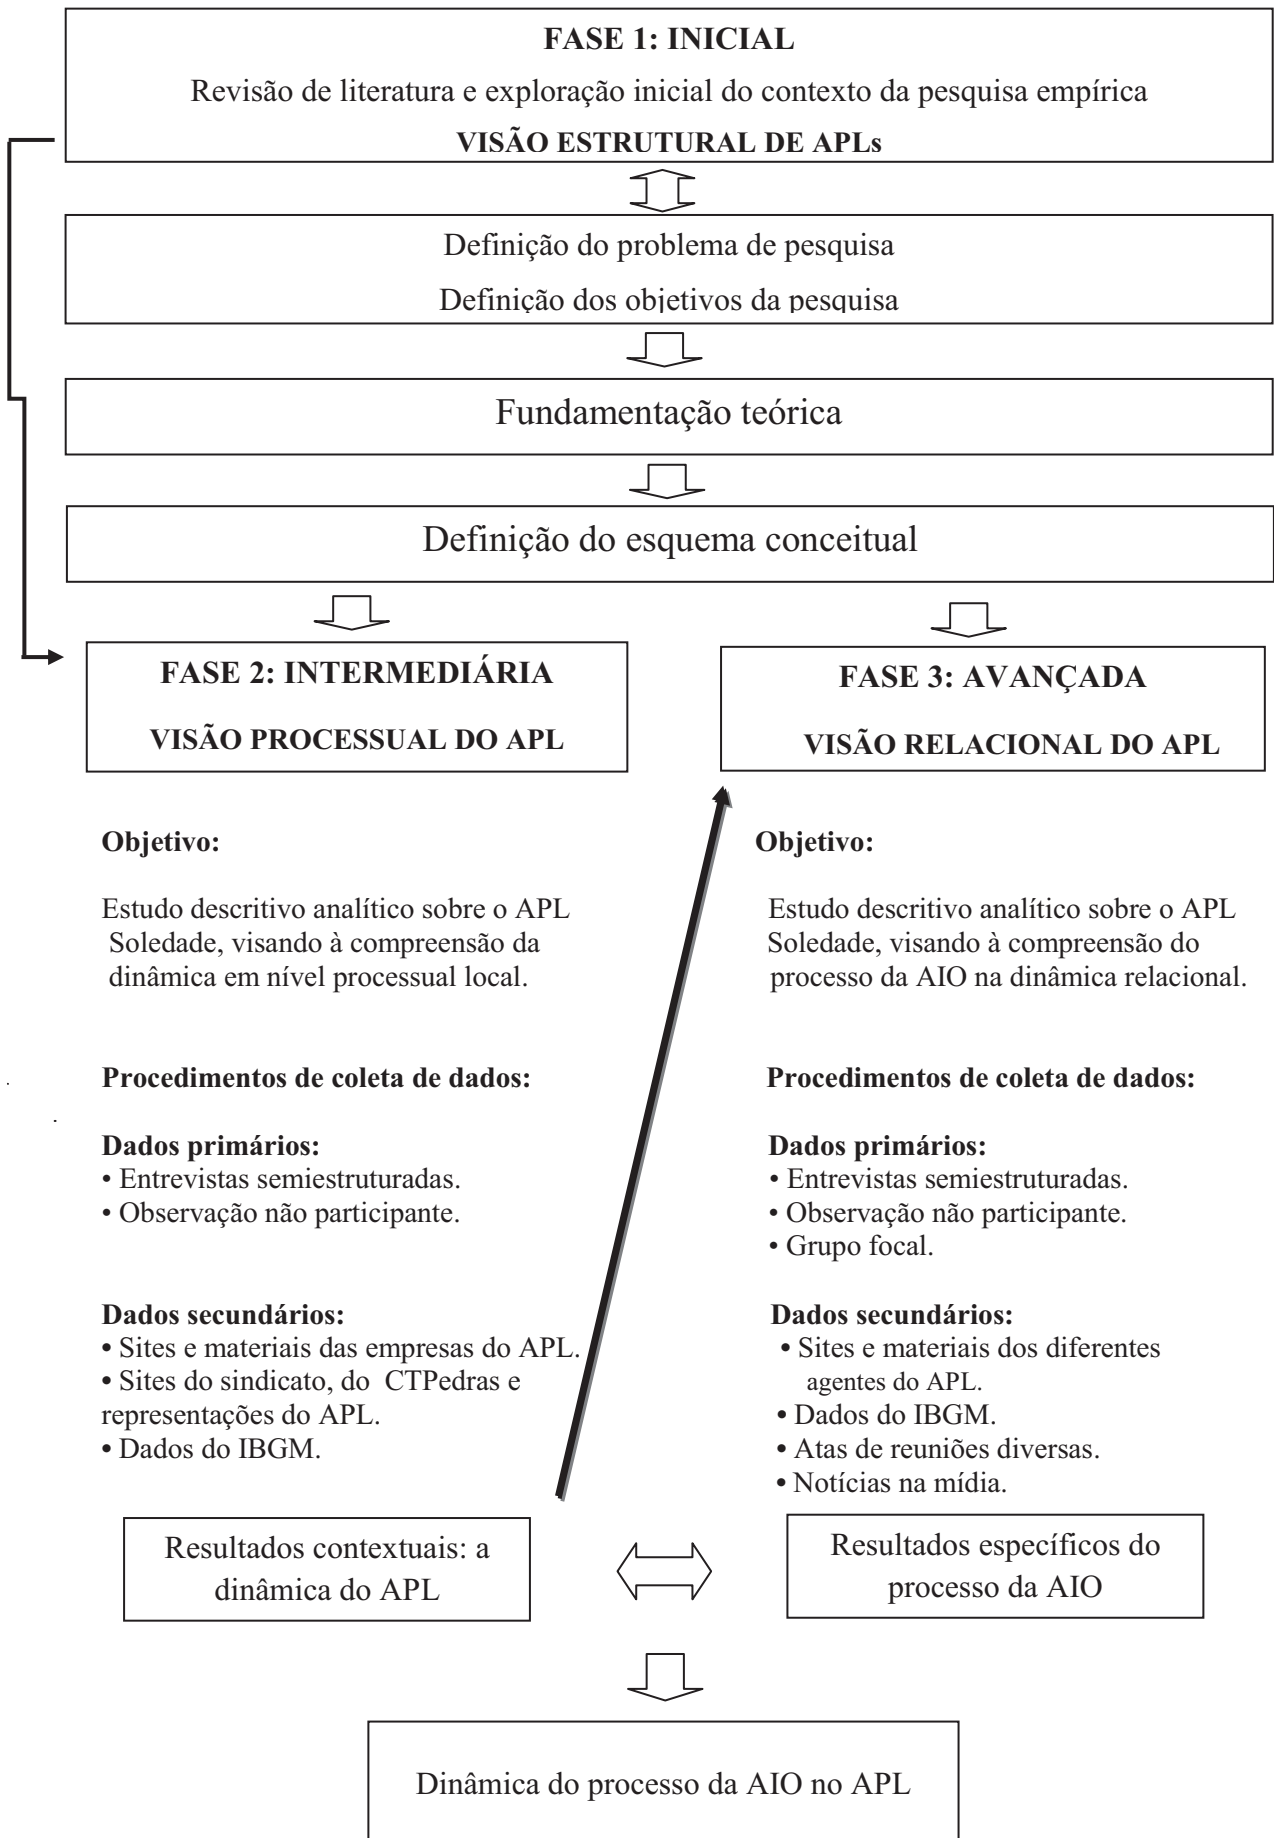 FASE 1: INICIAL
Revisão de literatura e exploração inicial do contexto da pesquisa empírica
VISÃO ESTRUTURAL DE APLs
Definição do problema de pesquisa
Definição dos objetivos da pesquisa
Fundamentação teórica
Definição do esquema conceitual
FASE 2: INTERMEDIÁRIA
VISÃO PROCESSUAL DO APL
Objetivo:
Estudo descritivo analítico sobre o APL
Soledade, visando à compreensão da
dinâmica em nível processual local.
Procedimentos de coleta de dados:
Dados primários:
• Entrevistas semiestruturadas.
• Observação não participante.
Dados secundários:
• Sites e materiais das empresas do APL.
• Sites do sindicato, do CTPedras e
representações do APL.
• Dados do IBGM.
Resultados contextuais: a
dinâmica do APL
FASE 3: AVANÇADA
VISÃO RELACIONAL DO APL
Objetivo:
Estudo descritivo analítico sobre o APL
Soledade, visando à compreensão do
processo da AIO na dinâmica relacional.
Procedimentos de coleta de dados:
Dados primários:
• Entrevistas semiestruturadas.
• Observação não participante.
• Grupo focal.
Dados secundários:
• Sites e materiais dos diferentes
agentes do APL.
• Dados do IBGM.
• Atas de reuniões diversas.
• Notícias na mídia.
Resultados específicos do
processo da AIO
Dinâmica do processo da AIO no APL